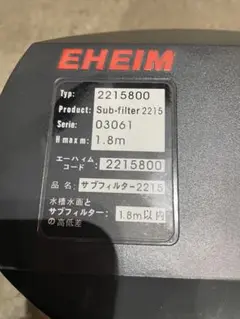 EHEIM
Typ: 2215800
Product: Sub-filter 2215
Serie: 03061
H max m: 1.8m
エーハイム
コード : 2215800
品 名: サブフィルター2215
水槽水面と
サブフィルター: 1.8m以内
の高低差